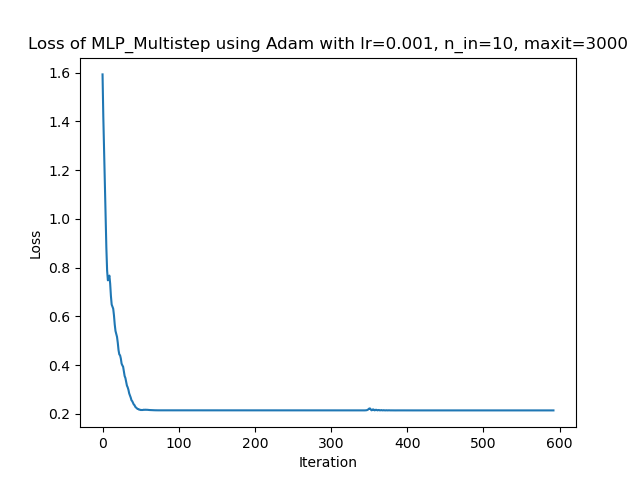 Loss of MLP_Multistep using Adam with lr=0.001, n_in=10, maxit=3000
1.6
1.4
1.2
1.0
0.8
0.6
0.4
0.2
Loss
0 100 200 300 400 500 600
Iteration